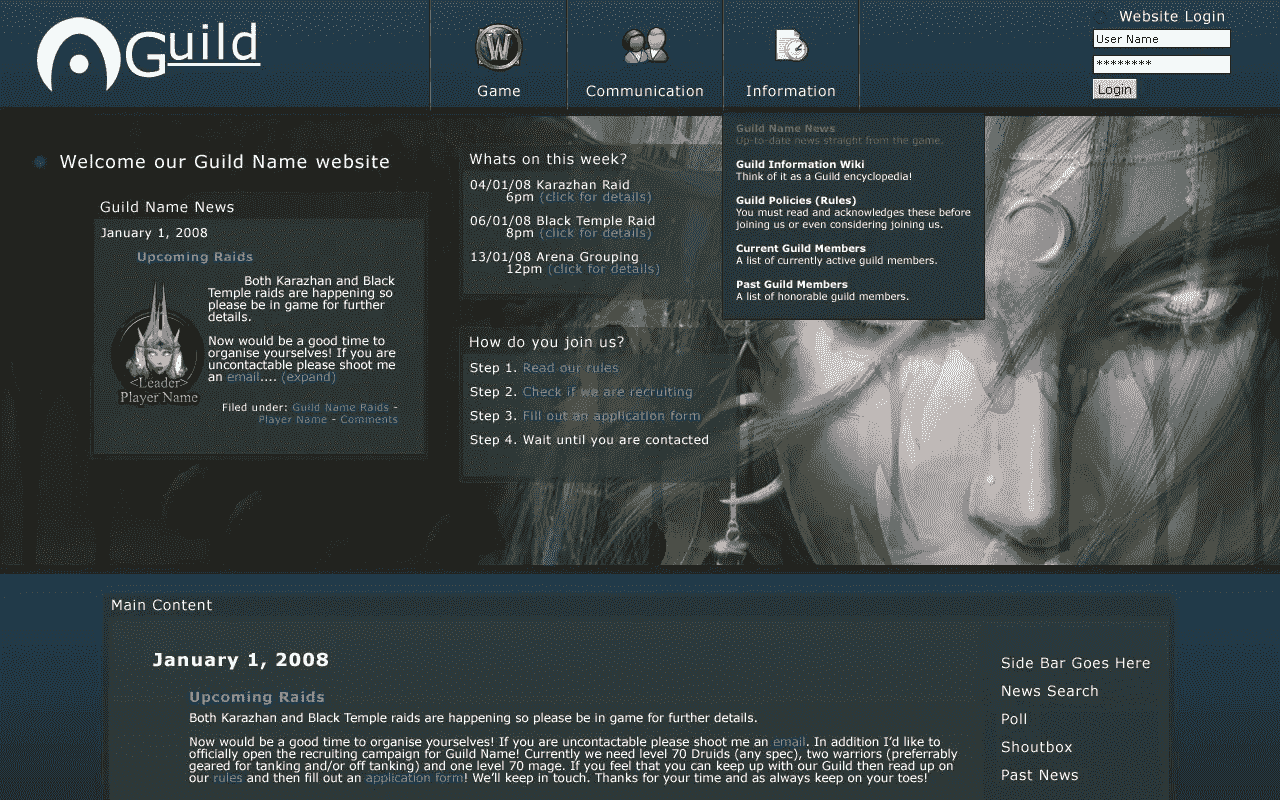 Guild
Game
Communication
Information
Website Login
User Name
********
Login
Welcome our Guild Name website
Guild Name News
January 1, 2008
Upcoming Raids
Both Karazhan and Black
Temple raids are happening so
please be in game for further
details.
Now would be a good time to
organise yourselves! If you are
uncontactable please shoot me
an email.... (expand)
<Leader>
Player Name
Filed under: Guild Name Raids -
Player Name - Comments
Whats on this week?
04/01/08 Karazhan Raid
6pm (click for details)
06/01/08 Black Temple Raid
8pm (click for details)
13/01/08 Arena Grouping
12pm (click for details)
How do you join us?
Step 1. Read our rules
Step 2. Check if we are recruiting
Step 3. Fill out an application form
Step 4. Wait until you are contacted
Guild Name News
Up-to-date news straight from the game.
Guild Information Wiki
Think of it as a Guild encyclopedia!
Guild Policies (Rules)
You must read and acknowledges these before
joining us or even considering joining us.
Current Guild Members
A list of currently active guild members.
Past Guild Members
A list of honorable guild members.
Main Content
January 1, 2008
Upcoming Raids
Both Karazhan and Black Temple raids are happening so please be in game for further details.
Now would be a good time to organise yourselves! If you are uncontactable please shoot me an email. In addition I'd like to
officially open the recruiting campaign for Guild Name! Currently we need level 70 Druids (any spec), two warriors (preferrably
geared for tanking and/or off tanking) and one level 70 mage. If you feel that you can keep up with our Guild then read up on
our rules and then fill out an application form! We'll keep in touch. Thanks for your time and as always keep on your toes!
Side Bar Goes Here
News Search
Poll
Shoutbox
Past News